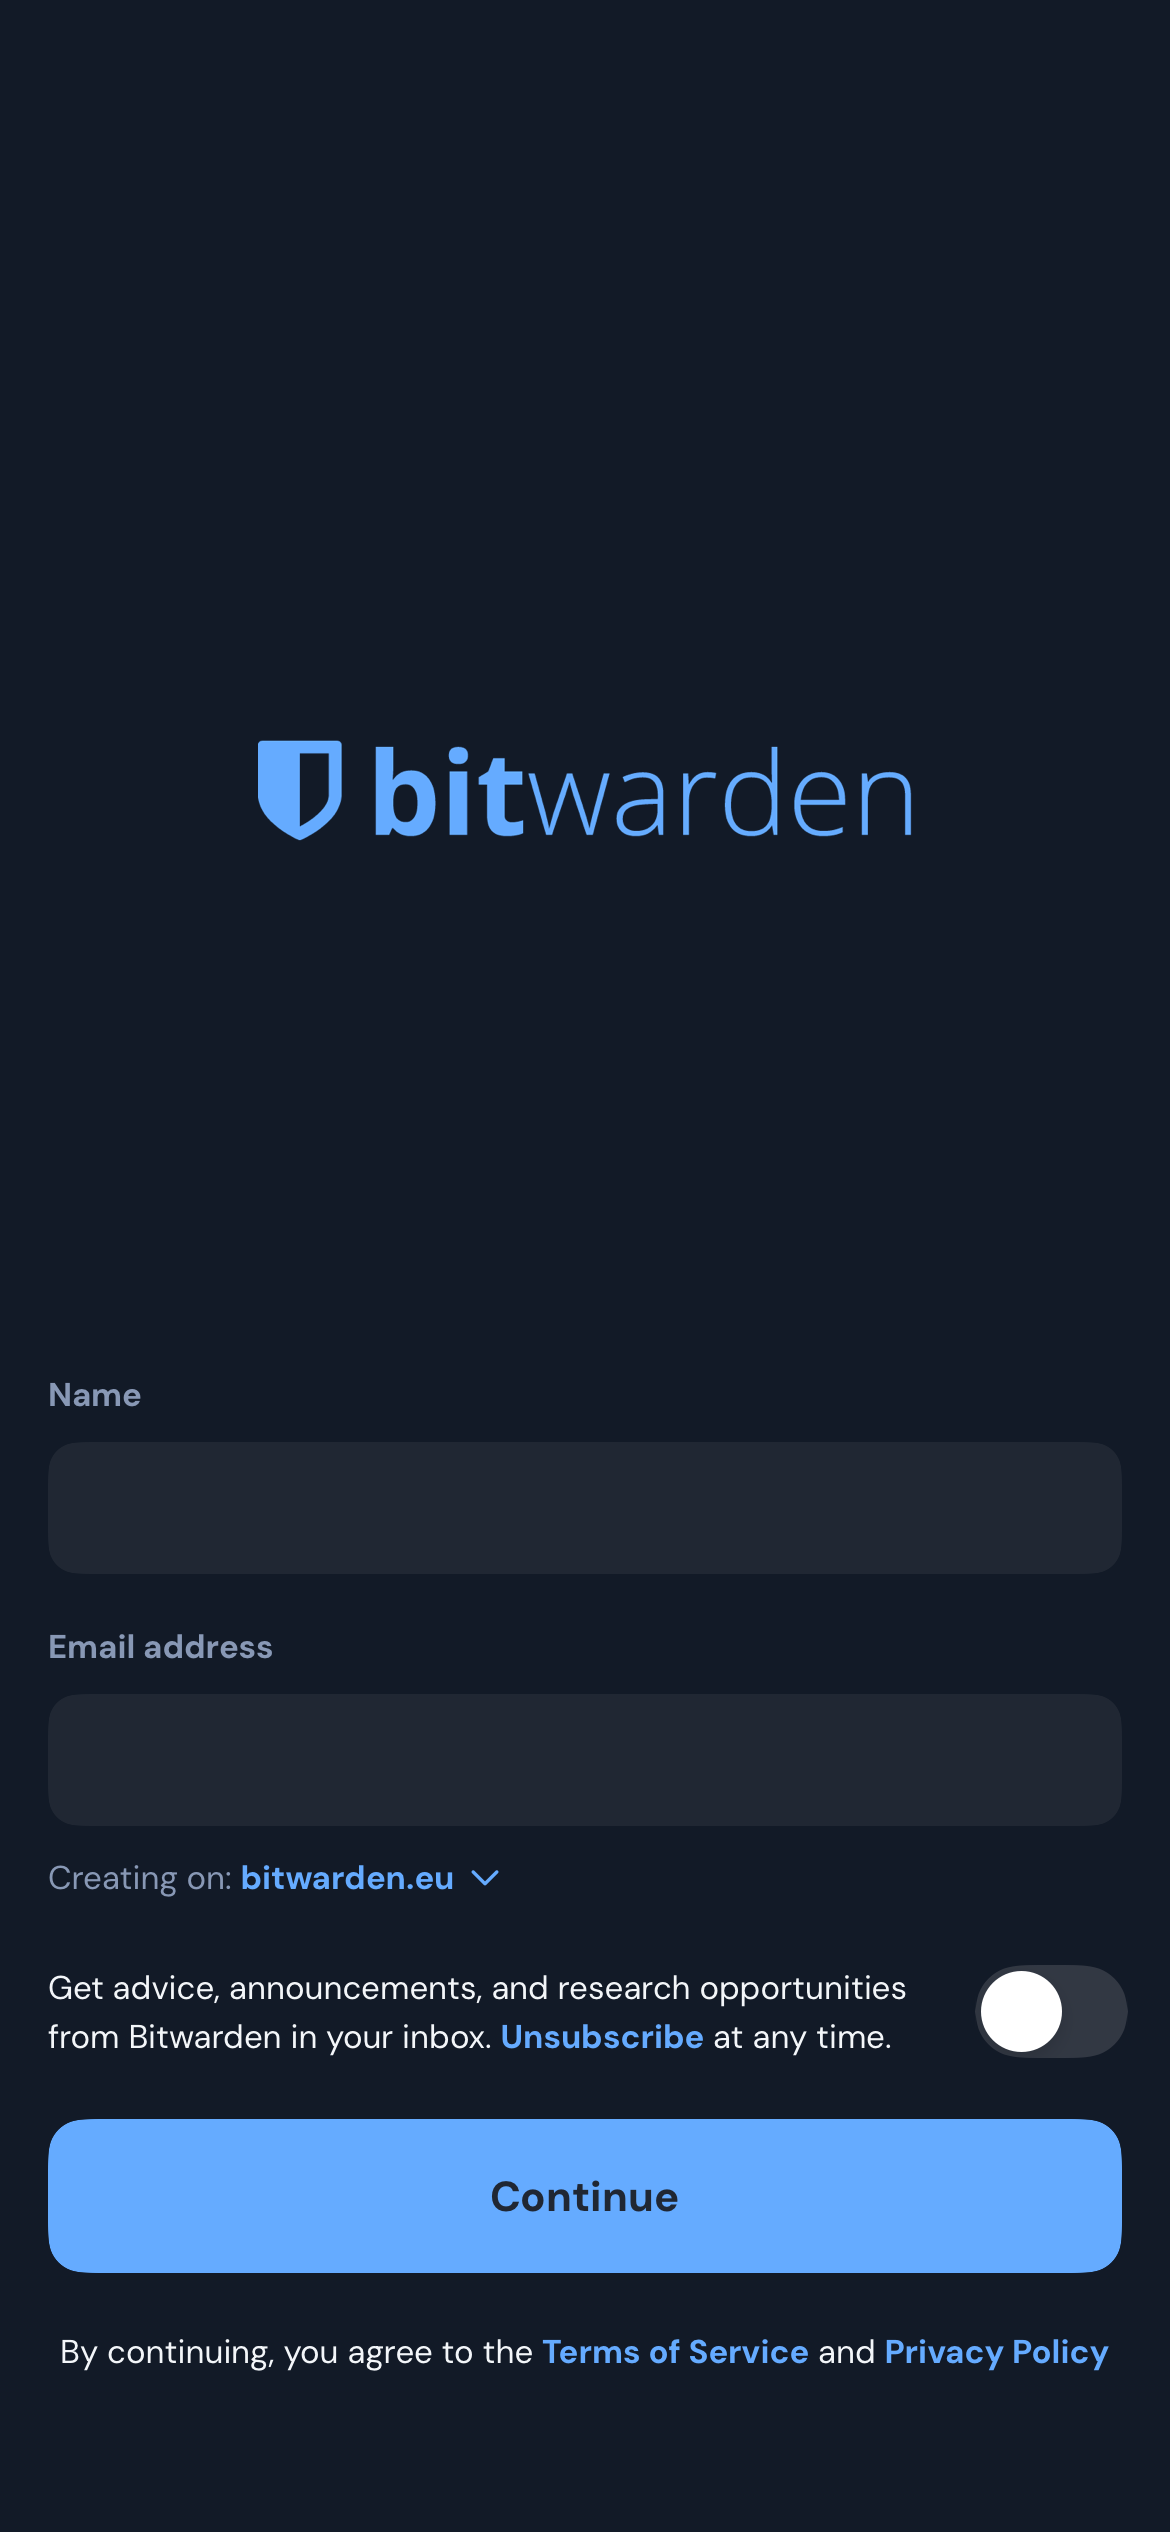 bitwarden
Name
Email address
Creating on: bitwarden.eu
Get advice, announcements, and research opportunities
from Bitwarden in your inbox. Unsubscribe at any time.
Continue
By continuing, you agree to the Terms of Service and Privacy Policy